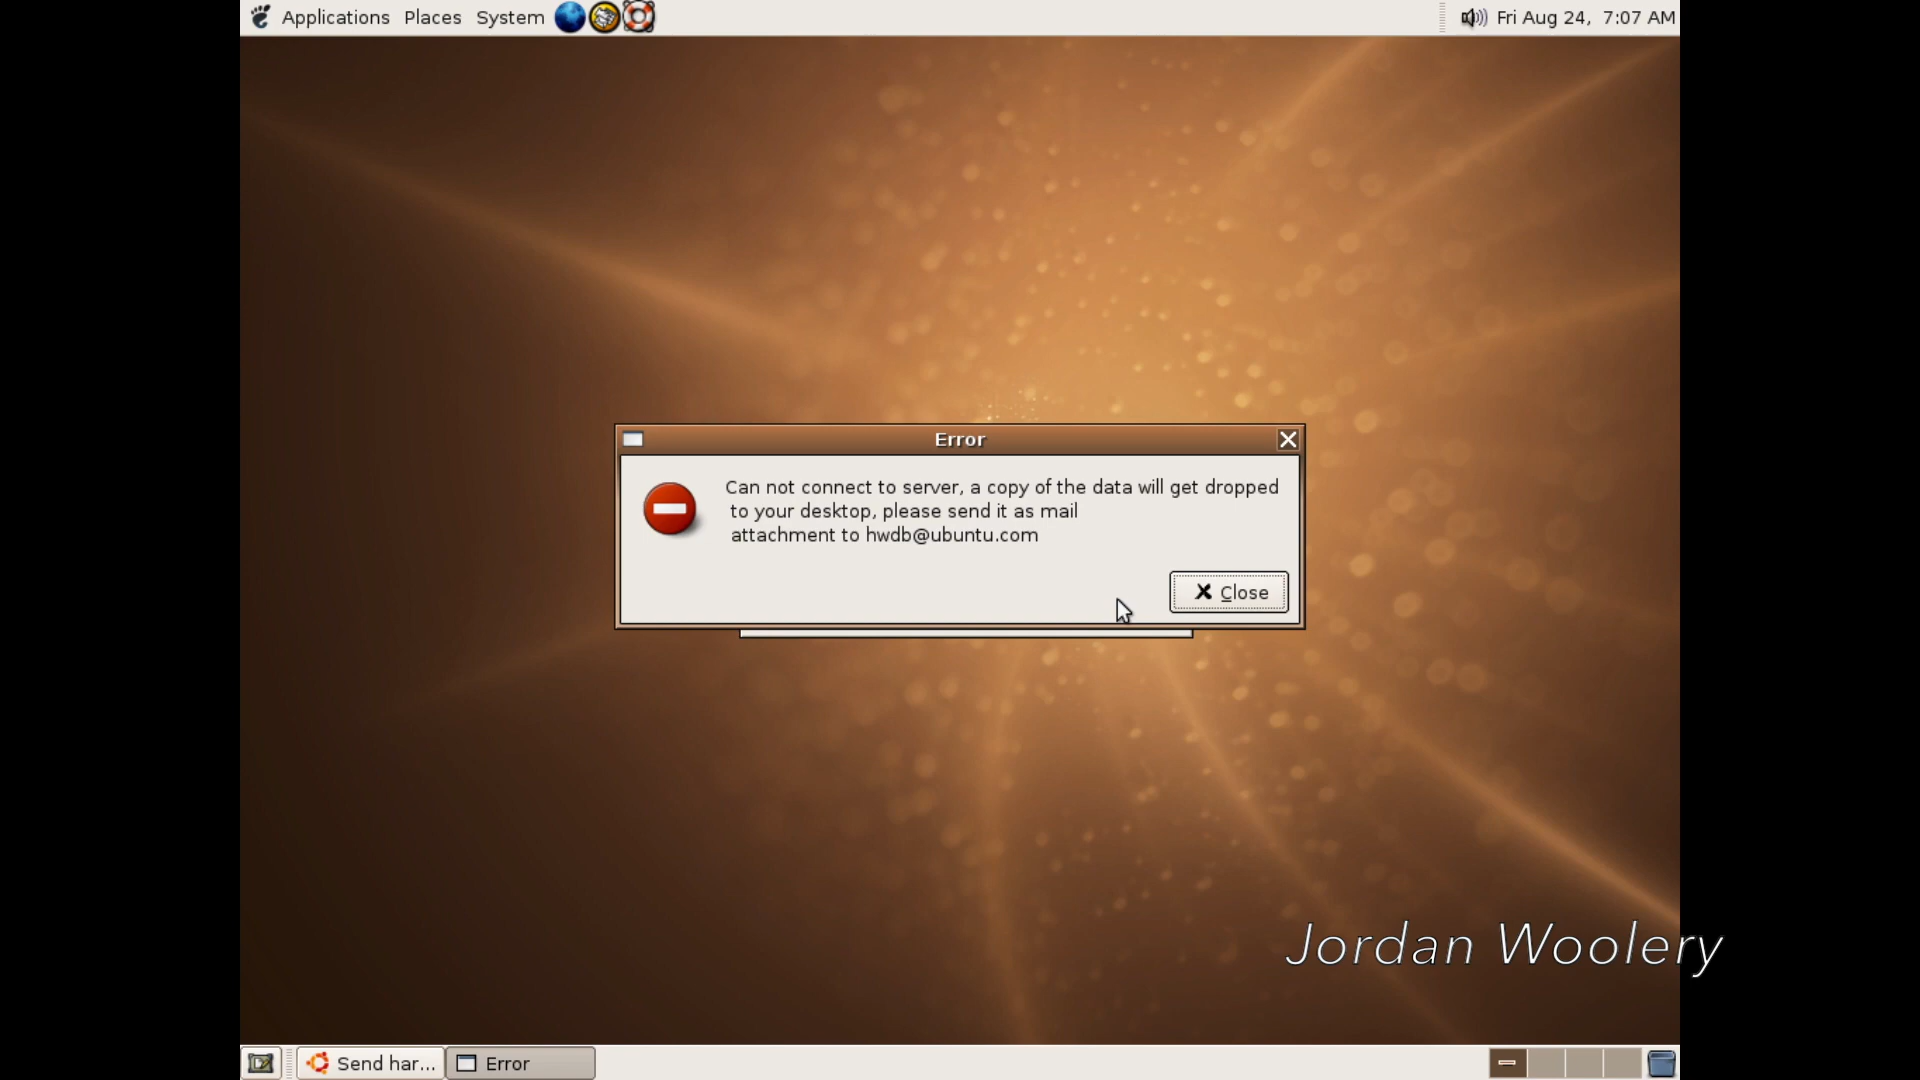 Applications Places System Fri Aug 24, 7:07 AM
Error
Can not connect to server, a copy of the data will get dropped
to your desktop, please send it as mail
attachment to hwdb@ubuntu.com
Close
Jordan Woolery
Send har... Error